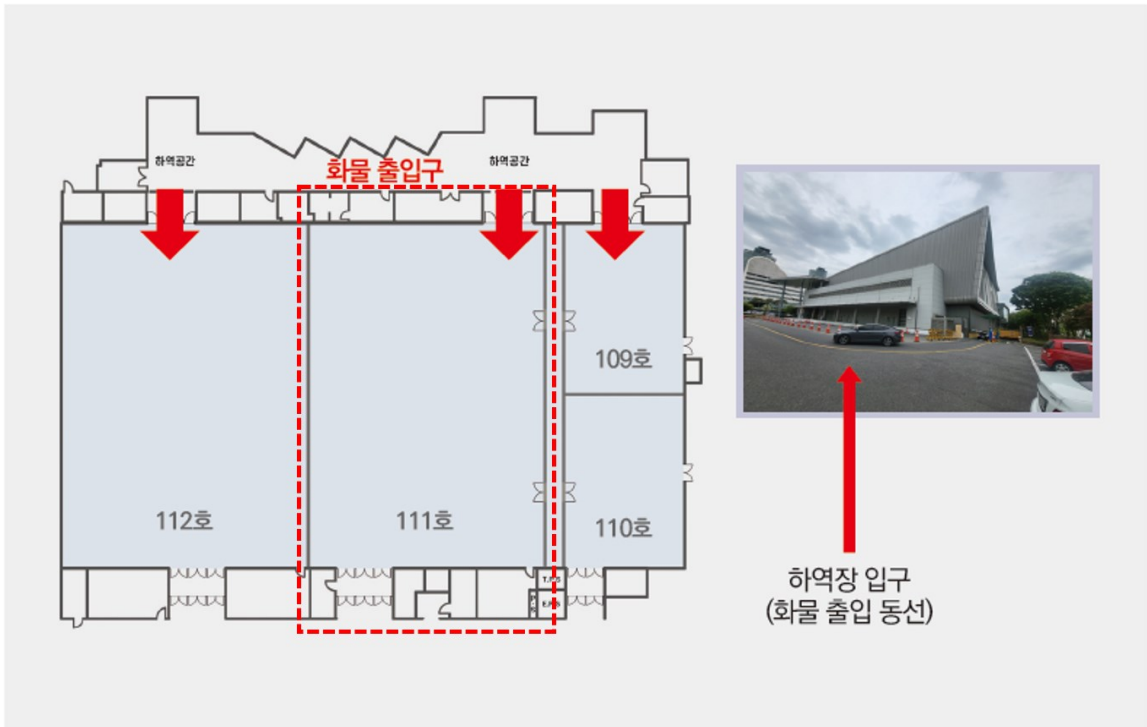 하역공간
하역공간
화물 출입구
109호
112호
111호
110호
하역장 입구
(화물 출입 동선)